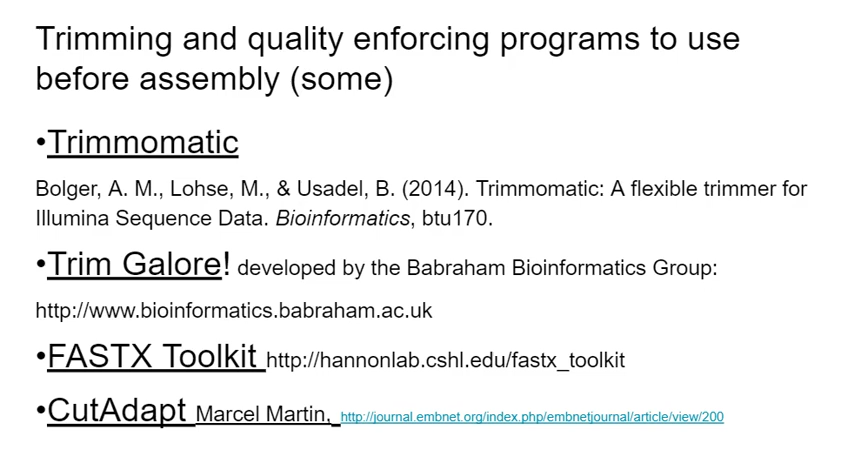 Trimming and quality enforcing programs to use
before assembly (some)
•Trimmomatic
Bolger, A. M., Lohse, M., & Usadel, B. (2014). Trimmomatic: A flexible trimmer for
Illumina Sequence Data. Bioinformatics, btu170.
•Trim Galore! developed by the Babraham Bioinformatics Group:
http://www.bioinformatics.babraham.ac.uk
•FASTX Toolkit http://hannonlab.cshl.edu/fastx_toolkit
•CutAdapt Marcel Martin, http://journal.embnet.org/index.php/embnetjournal/article/view/200